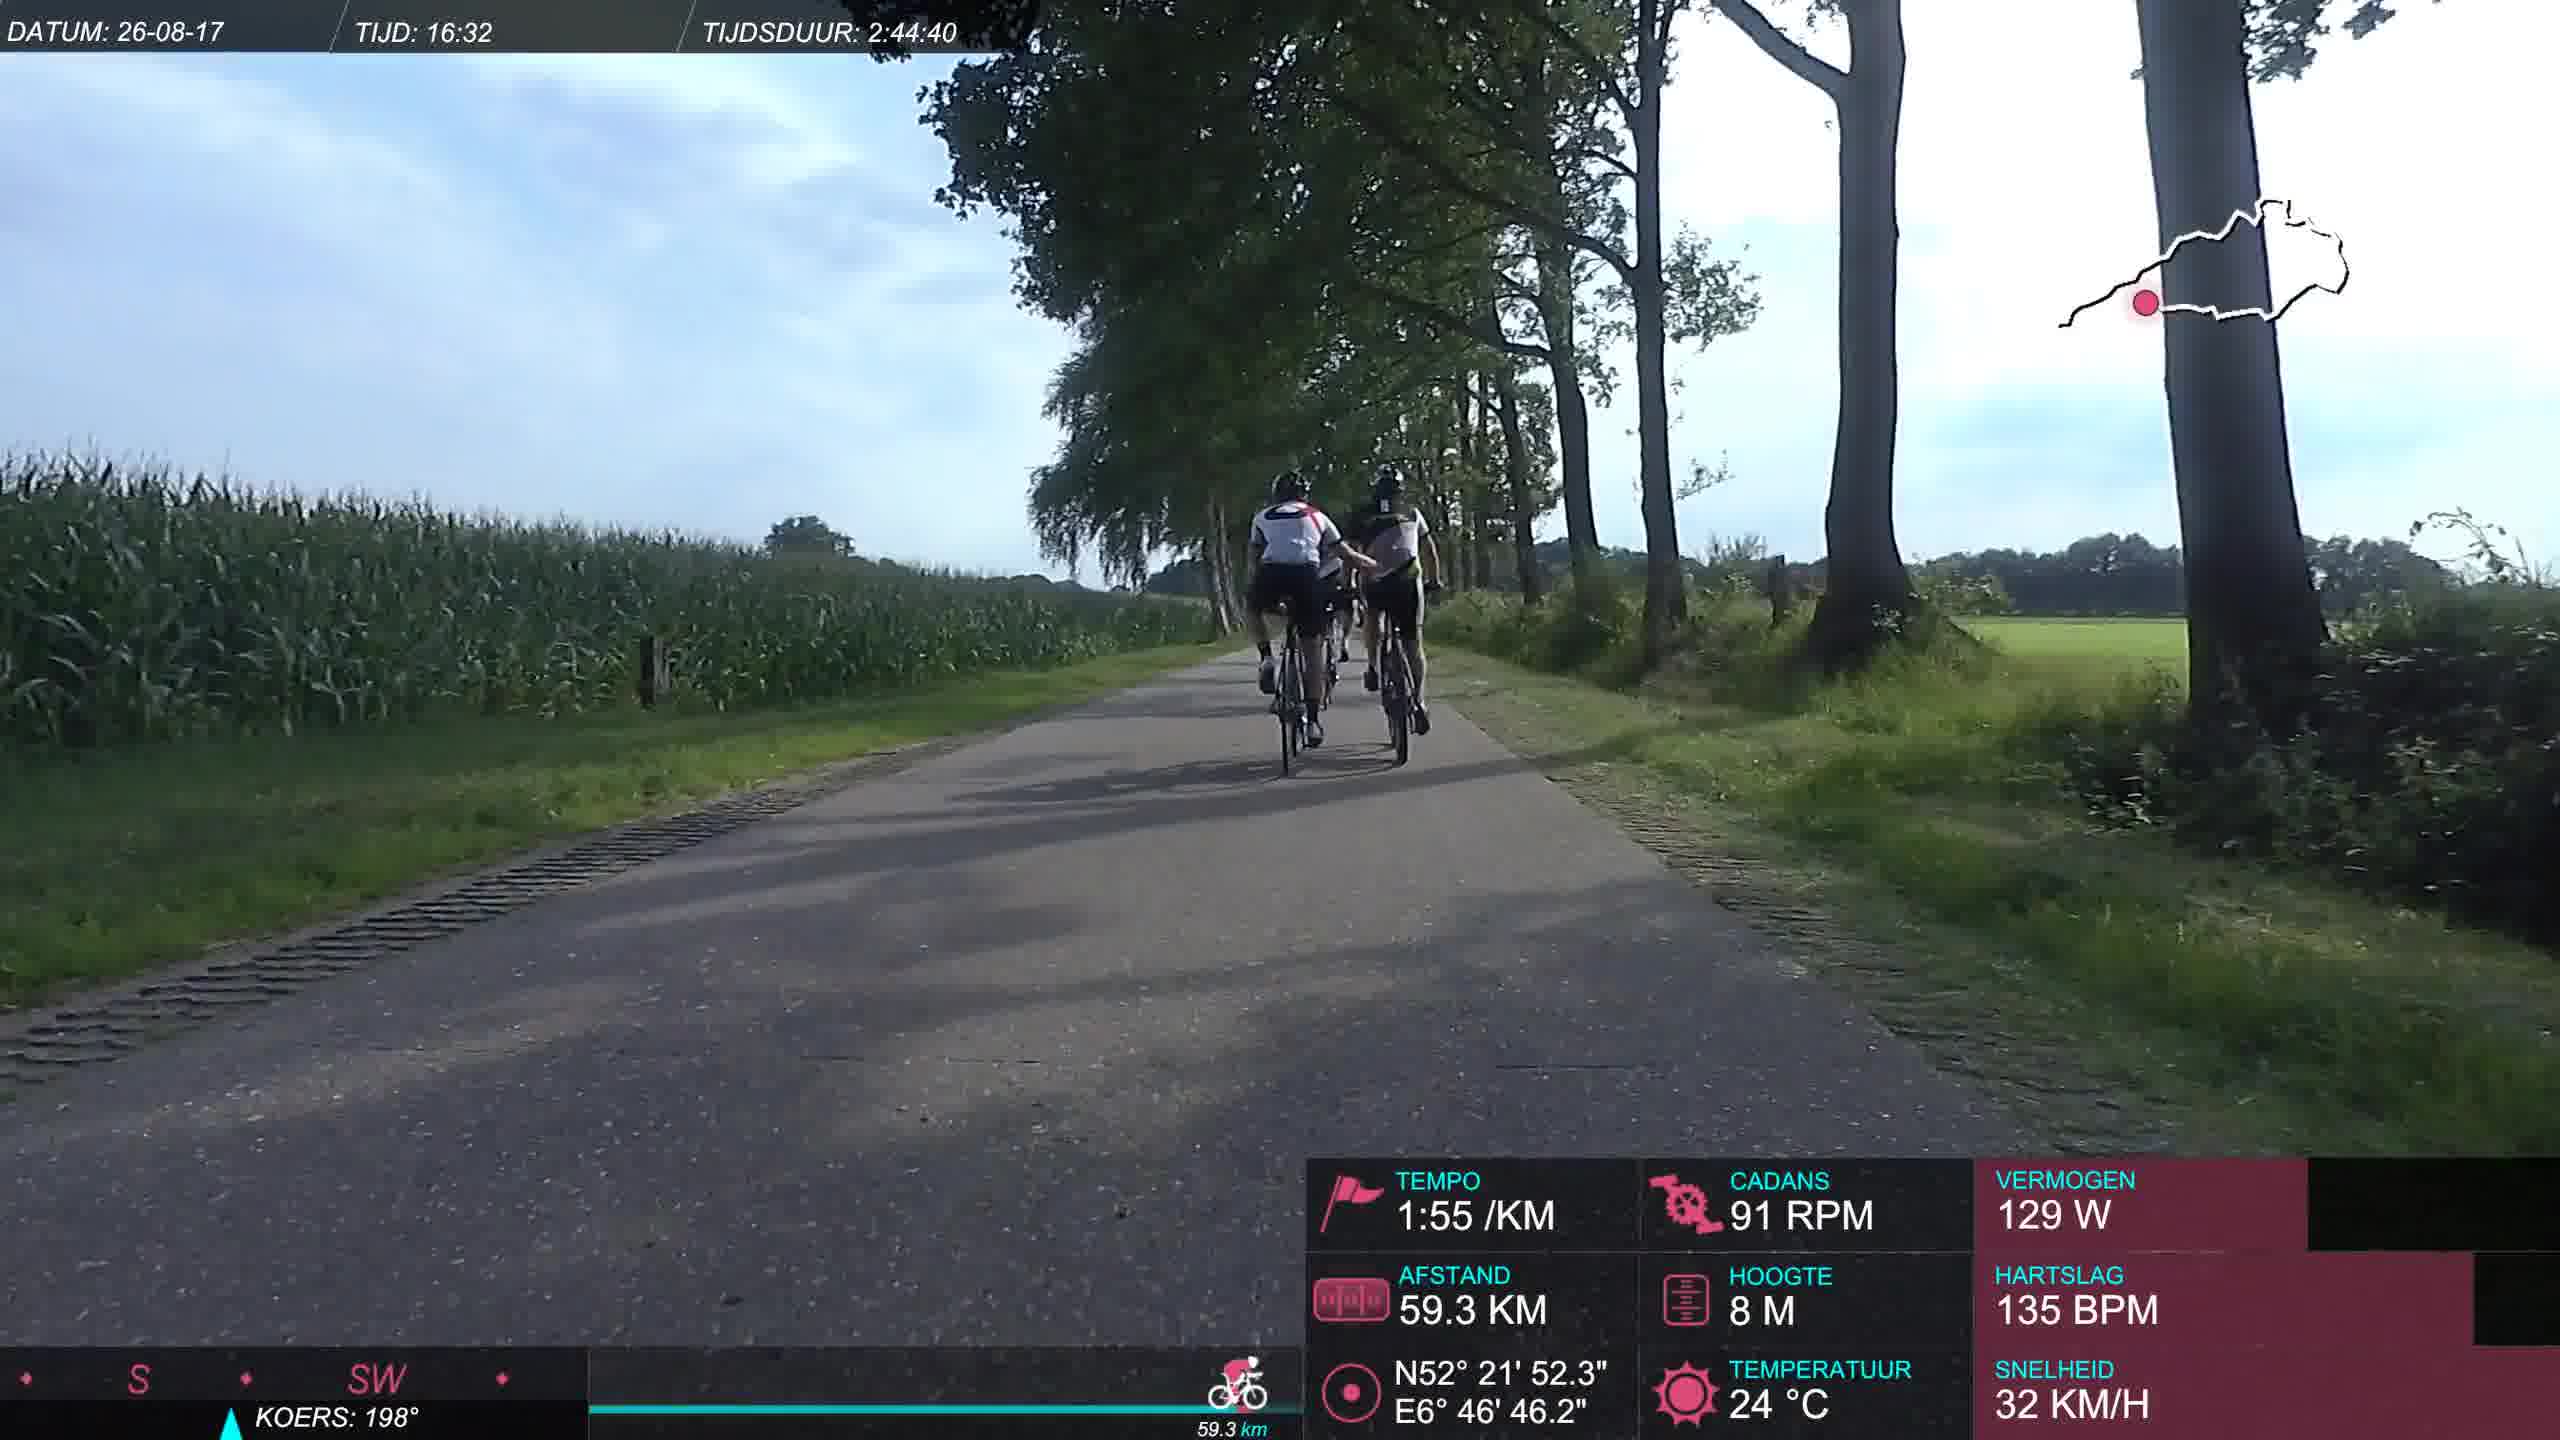 DATUM: 26-08-17
TIJD: 16:32
TIJDSDUUR: 2:44:40
TEMPO
1:55 /KM
CADANS
91 RPM
VERMOGEN
129 W
AFSTAND
59.3 KM
HOOGTE
8 M
HARTSLAG
135 BPM
N52° 21' 52.3"
E6° 46' 46.2"
TEMPERATUUR
24 °C
SNELHEID
32 KM/H
S
SW
KOERS: 198°
59.3 km